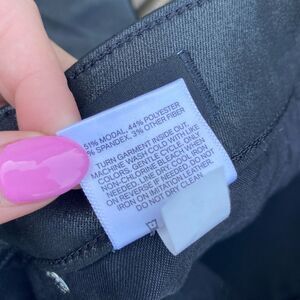 51% MODAL, 44% POLYESTER
% SPANDEX, 3% OTHER FIBER
TURN GARMENT INSIDE OUT.
MACHINE WASH COLD WITH LIKE
COLORS, GENTLE CYCLE. ONLY
NON-CHLORINE BLEACH WHEN
NEEDED. LINE DRY. COOL IRON
ON REVERSE IF NEEDED. DO NOT
IRON ON IMITATION LEATHER.
DO NOT DRY CLEAN.